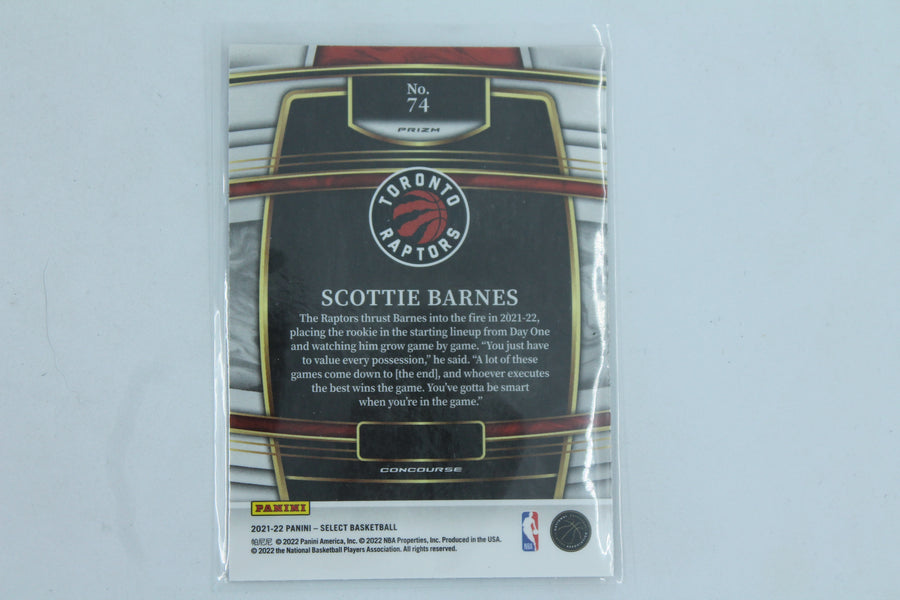 No.
74
PRIZM
TORONTO
RAPTORS
SCOTTIE BARNES
The Raptors thrust Barnes into the fire in 2021-22,
placing the rookie in the starting lineup from Day One
and watching him grow game by game. “You just have
to value every possession,” he said. “A lot of these
games come down to [the end], and whoever executes
the best wins the game. You’ve gotta be smart
when you’re in the game.”
CONCOURSE
PANINI
2021-22 PANINI – SELECT BASKETBALL
帕尼尼 © 2022 Panini America, Inc. © 2022 NBA Properties, Inc. Produced in the USA.
© 2022 the National Basketball Players Association. All rights reserved.
NBA